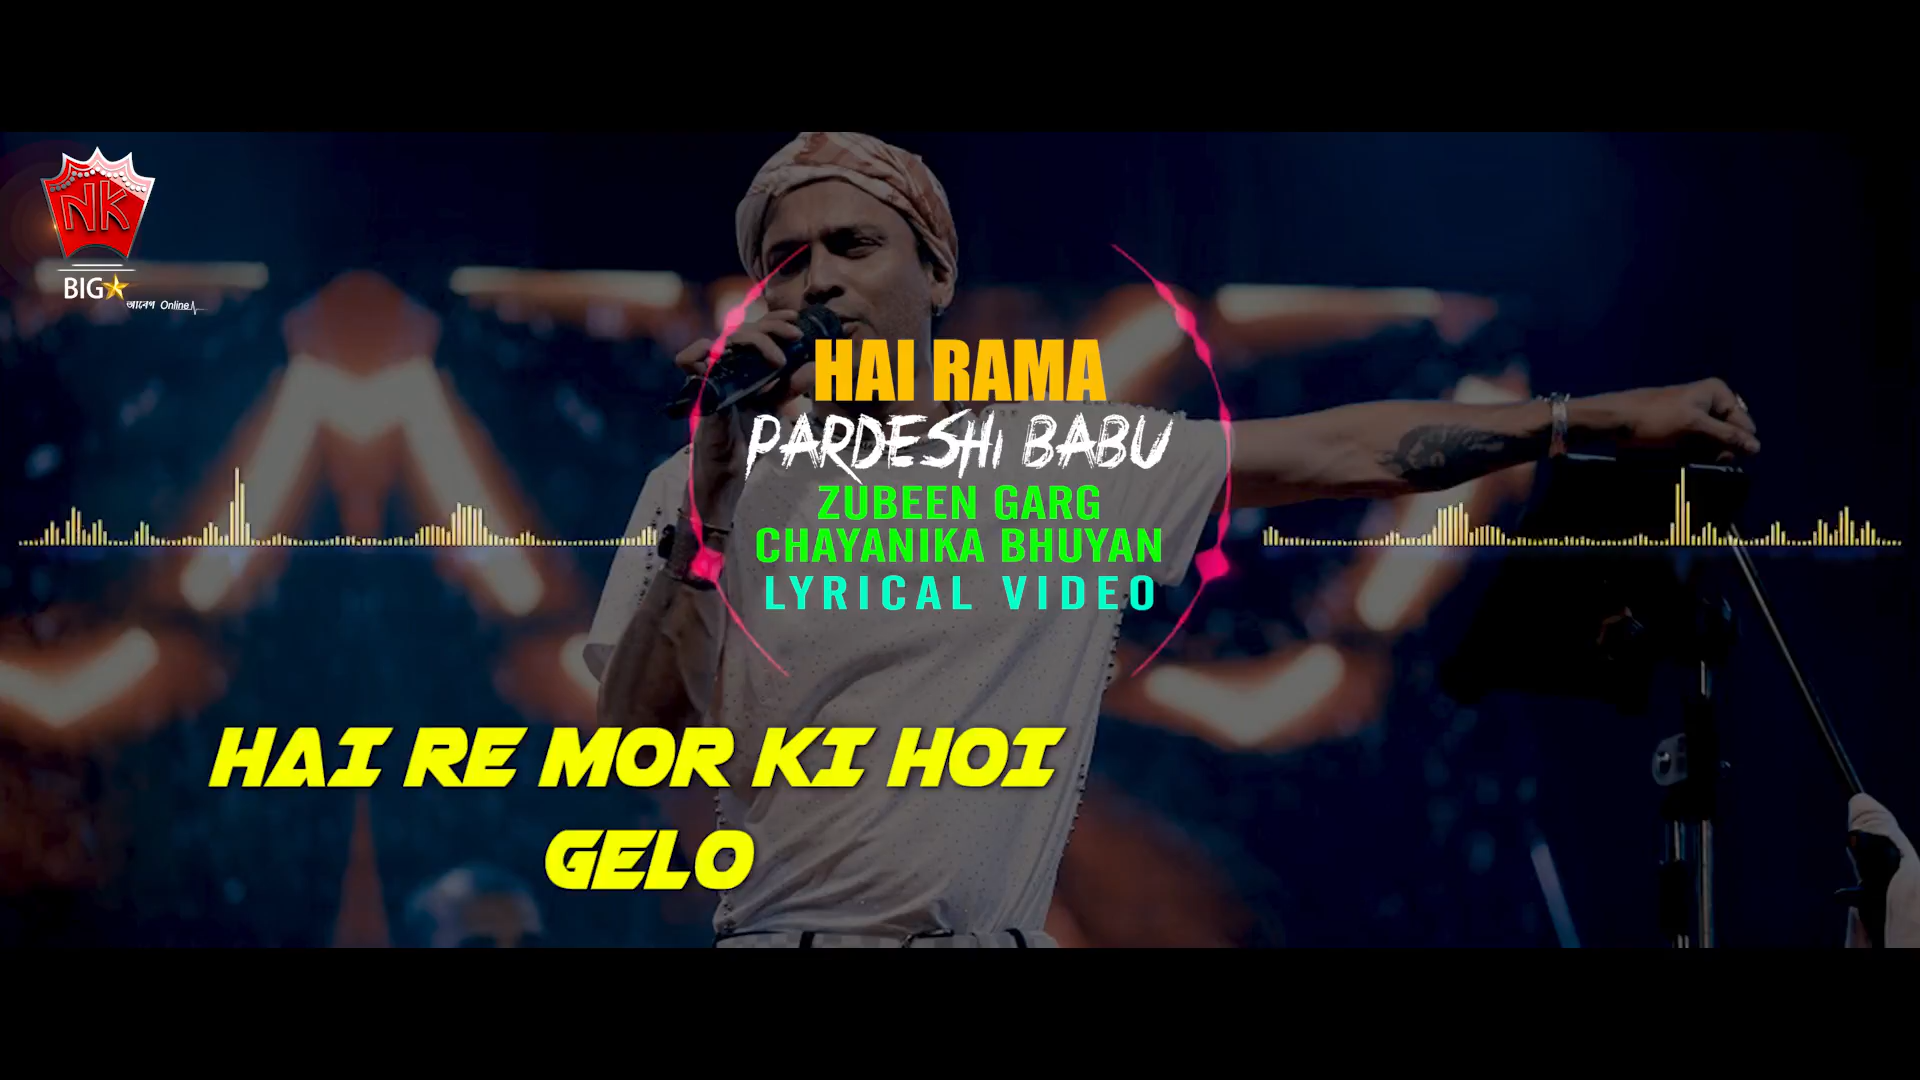 NK
BIG
আবেগ Online
HAI RAMA
PARDESHI BABU
ZUBEEN GARG
CHAYANIKA BHUYAN
LYRICAL VIDEO
HAI RE MOR KI HOI
GELO